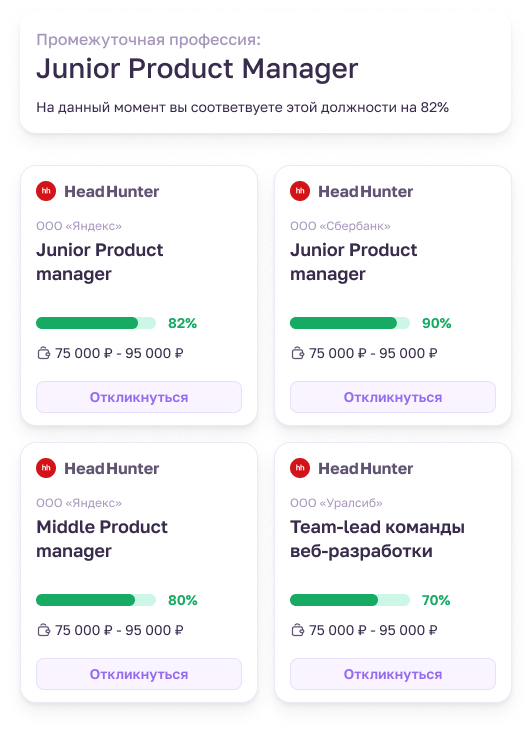 Промежуточная профессия:
Junior Product Manager
На данный момент вы соответвуете этой должности на 82%
hh HeadHunter
ООО «Яндекс»
Junior Product
manager
82%
75 000 ₽ - 95 000 ₽
Откликнуться
hh HeadHunter
ООО «Сбербанк»
Junior Product
manager
90%
75 000 ₽ - 95 000 ₽
Откликнуться
hh HeadHunter
ООО «Яндекс»
Middle Product
manager
80%
75 000 ₽ - 95 000 ₽
Откликнуться
hh HeadHunter
ООО «Уралсиб»
Team-lead команды
веб-разработки
70%
75 000 ₽ - 95 000 ₽
Откликнуться